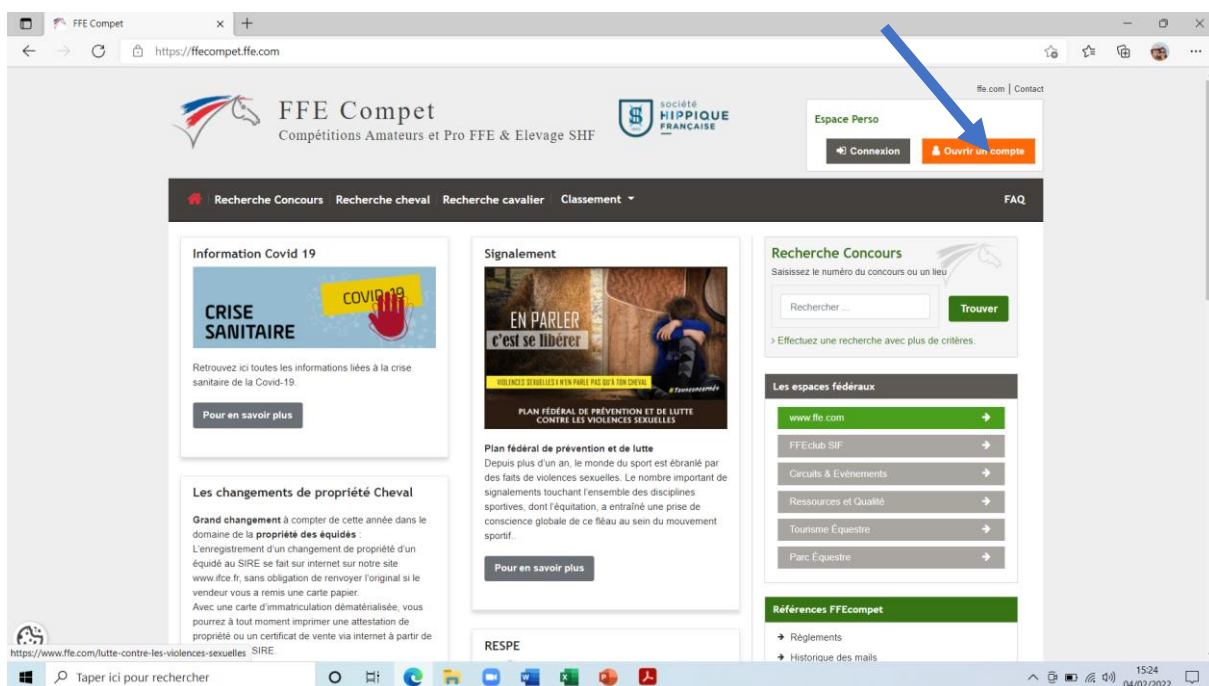 FFE Compet
https://ffecompet.ffe.com
ffe.com | Contact
FFE Compet
Compétitions Amateurs et Pro FFE & Elevage SHF
société
HIPPIQUE
FRANÇAISE
Espace Perso
Connexion
Ouvrir un compte
Recherche Concours Recherche cheval Recherche cavalier Classement
FAQ
Information Covid 19
CRISE
SANITAIRE
COVID-19
Retrouvez ici toutes les informations liées à la crise
sanitaire de la Covid-19.
Pour en savoir plus
Les changements de propriété Cheval
Grand changement à compter de cette année dans le
domaine de la propriété des équidés :
L'enregistrement d'un changement de propriété d'un
équidé au SIRE se fait sur internet sur notre site
www.ifce.fr, sans obligation de renvoyer l'original si le
vendeur vous a remis une carte papier.
Avec une carte d'immatriculation dématérialisée, vous
pourrez à tout moment imprimer une attestation de
propriété ou un certificat de vente via internet à partir de
SIRE.
Signalement
EN PARLER
c'est se libérer
VIOLENCES SEXUELLES : N'EN PARLE PAS QU'À TON CHEVAL
#Tousconcernés
PLAN FÉDÉRAL DE PRÉVENTION ET DE LUTTE
CONTRE LES VIOLENCES SEXUELLES
Plan fédéral de prévention et de lutte
Depuis plus d'un an, le monde du sport est ébranlé par
des faits de violences sexuelles. Le nombre important de
signalements touchant l'ensemble des disciplines
sportives, dont l'équitation, a entraîné une prise de
conscience globale de ce fléau au sein du mouvement
sportif..
Pour en savoir plus
RESPE
Recherche Concours
Saisissez le numéro du concours ou un lieu
Rechercher ...
Trouver
› Effectuez une recherche avec plus de critères.
Les espaces fédéraux
www.ffe.com
FFEclub SIF
Circuits & Evénements
Ressources et Qualité
Tourisme Équestre
Parc Équestre
Références FFEcompet
Règlements
Historique des mails
https://www.ffe.com/lutte-contre-les-violences-sexuelles
Taper ici pour rechercher
15:24
04/02/2022